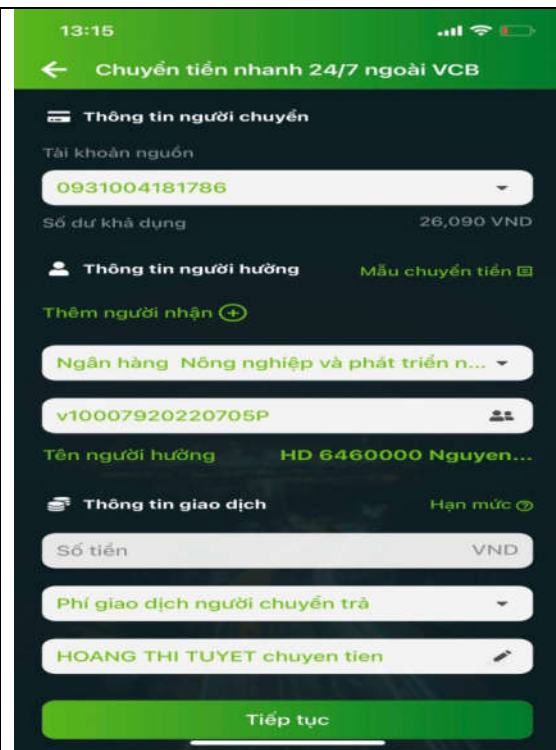 13:15
Chuyển tiền nhanh 24/7 ngoài VCB
Thông tin người chuyển
Tài khoản nguồn
0931004181786
Số dư khả dụng 26,090 VND
Thông tin người hưởng Mẫu chuyển tiền
Thêm người nhận
Ngân hàng Nông nghiệp và phát triển n...
v10007920220705P
Tên người hưởng HD 6460000 Nguyen...
Thông tin giao dịch Hạn mức
Số tiền VND
Phí giao dịch người chuyển trả
HOANG THI TUYET chuyen tien
Tiếp tục